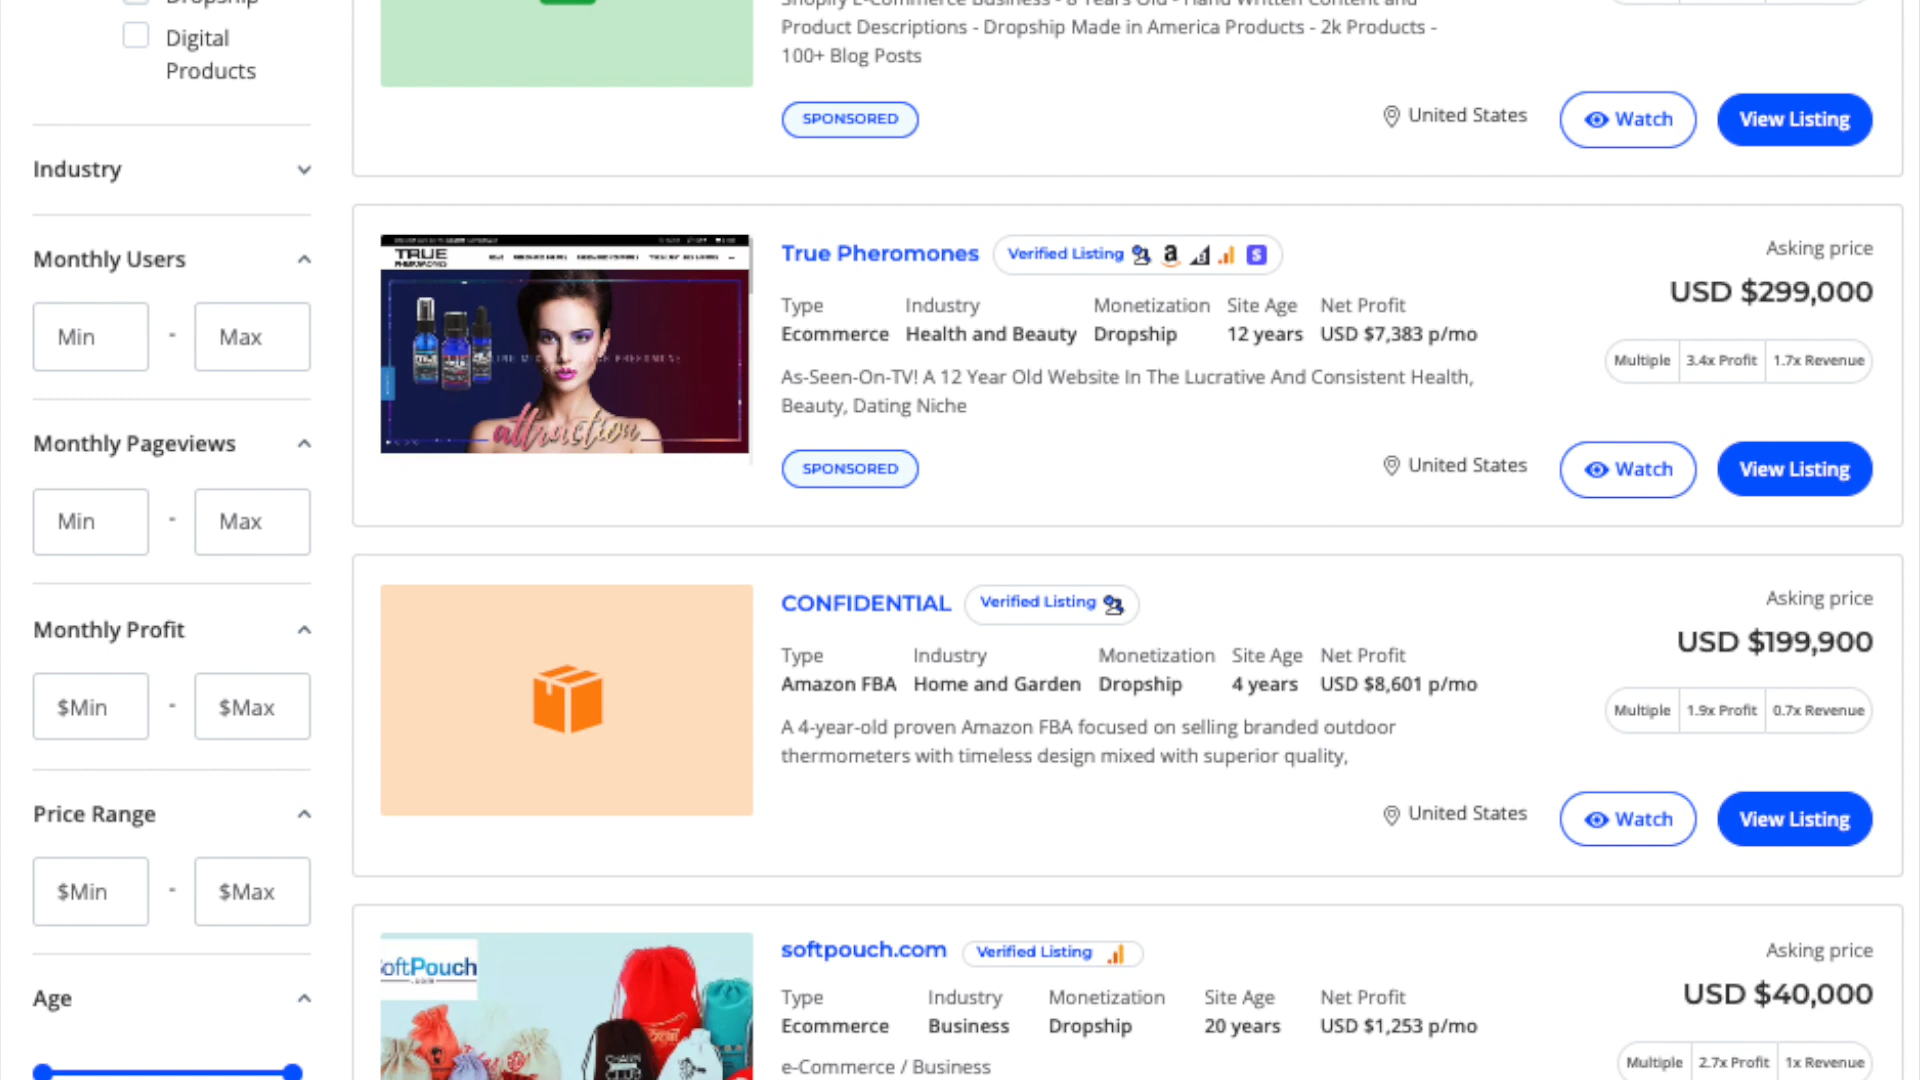 Digital
Products
Industry
Monthly Users
Min - Max
Monthly Pageviews
Min - Max
Monthly Profit
$Min - $Max
Price Range
$Min - $Max
Age
Product Descriptions - Dropship Made in America Products - 2k Products -
100+ Blog Posts
SPONSORED
United States
Watch
View Listing
TRUE
attraction
True Pheromones
Verified Listing
Asking price
USD $299,000
Type Industry Monetization Site Age Net Profit
Ecommerce Health and Beauty Dropship 12 years USD $7,383 p/mo
Multiple 3.4x Profit 1.7x Revenue
As-Seen-On-TV! A 12 Year Old Website In The Lucrative And Consistent Health,
Beauty, Dating Niche
SPONSORED
United States
Watch
View Listing
CONFIDENTIAL
Verified Listing
Asking price
USD $199,900
Type Industry Monetization Site Age Net Profit
Amazon FBA Home and Garden Dropship 4 years USD $8,601 p/mo
Multiple 1.9x Profit 0.7x Revenue
A 4-year-old proven Amazon FBA focused on selling branded outdoor
thermometers with timeless design mixed with superior quality,
United States
Watch
View Listing
oftPouch
softpouch.com
Verified Listing
Asking price
USD $40,000
Type Industry Monetization Site Age Net Profit
Ecommerce Business Dropship 20 years USD $1,253 p/mo
e-Commerce / Business
Multiple 2.7x Profit 1x Revenue